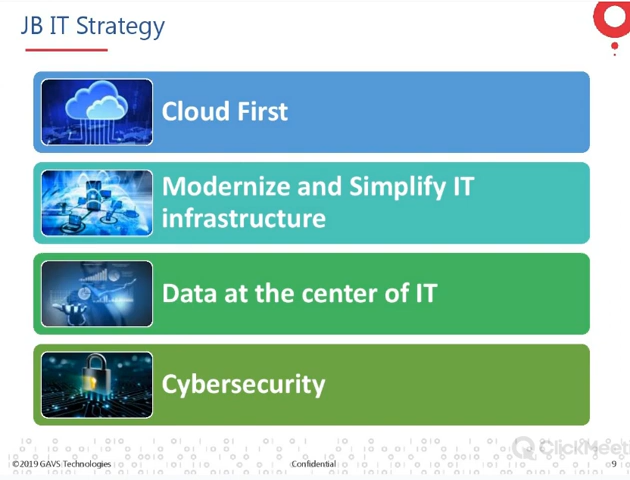 JB IT Strategy
Cloud First
Modernize and Simplify IT
infrastructure
Data at the center of IT
Cybersecurity
ClickMeet
©2019 GAVS Technologies
Confidential
9